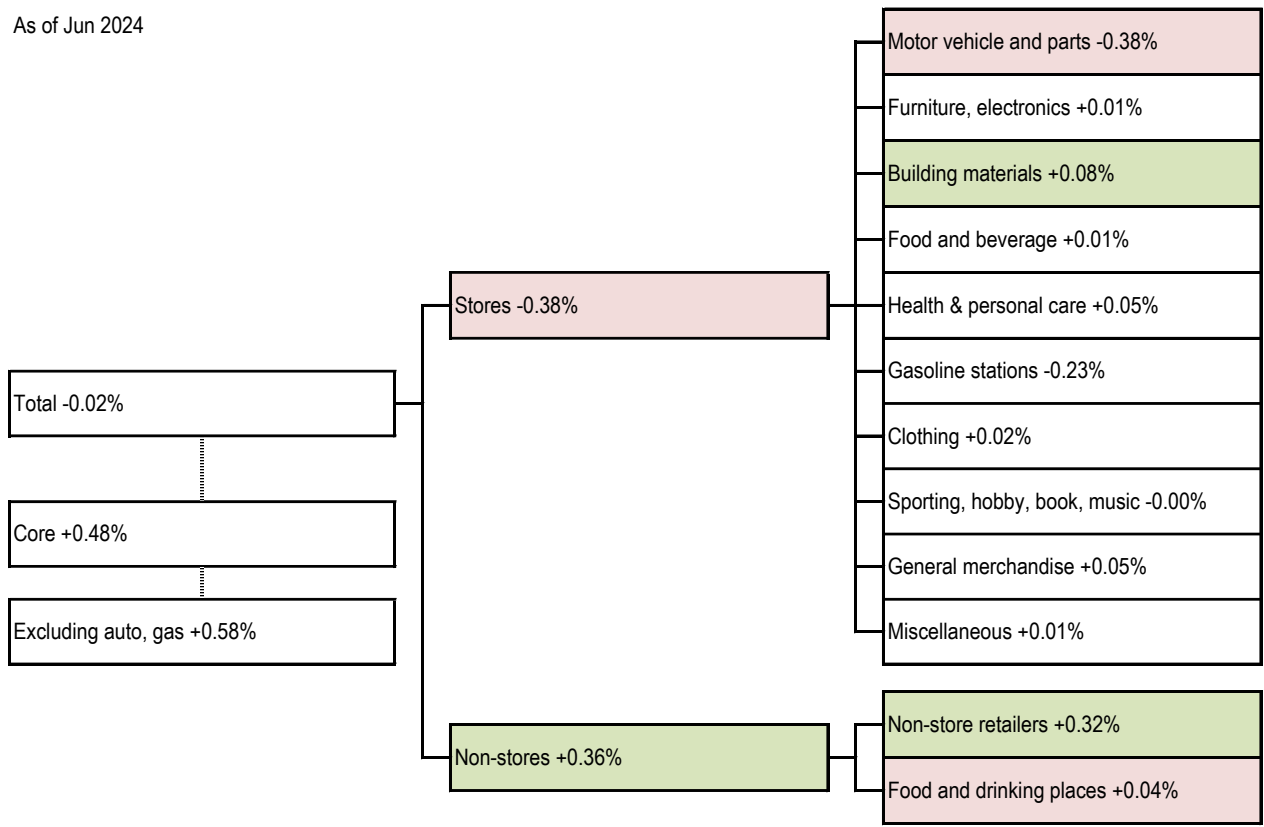 As of Jun 2024
Total -0.02%
Core +0.48%
Excluding auto, gas +0.58%
Stores -0.38%
Non-stores +0.36%
Motor vehicle and parts -0.38%
Furniture, electronics +0.01%
Building materials +0.08%
Food and beverage +0.01%
Health & personal care +0.05%
Gasoline stations -0.23%
Clothing +0.02%
Sporting, hobby, book, music -0.00%
General merchandise +0.05%
Miscellaneous +0.01%
Non-store retailers +0.32%
Food and drinking places +0.04%